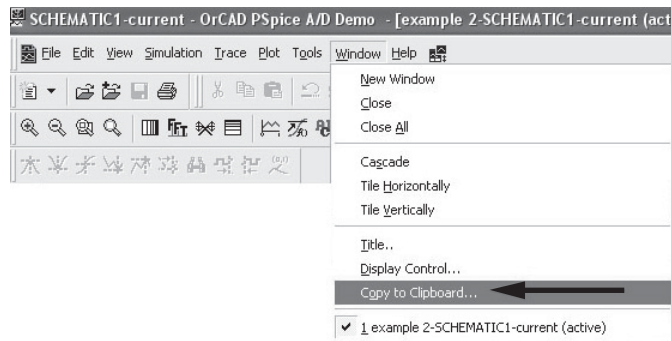 SCHEMATIC1-current - OrCAD PSpice A/D Demo - [example 2-SCHEMATIC1-current (act
File Edit View Simulation Trace Plot Tools Window Help
New Window
Close
Close All
Cascade
Tile Horizontally
Tile Vertically
Title..
Display Control...
Copy to Clipboard...
1 example 2-SCHEMATIC1-current (active)
FFT